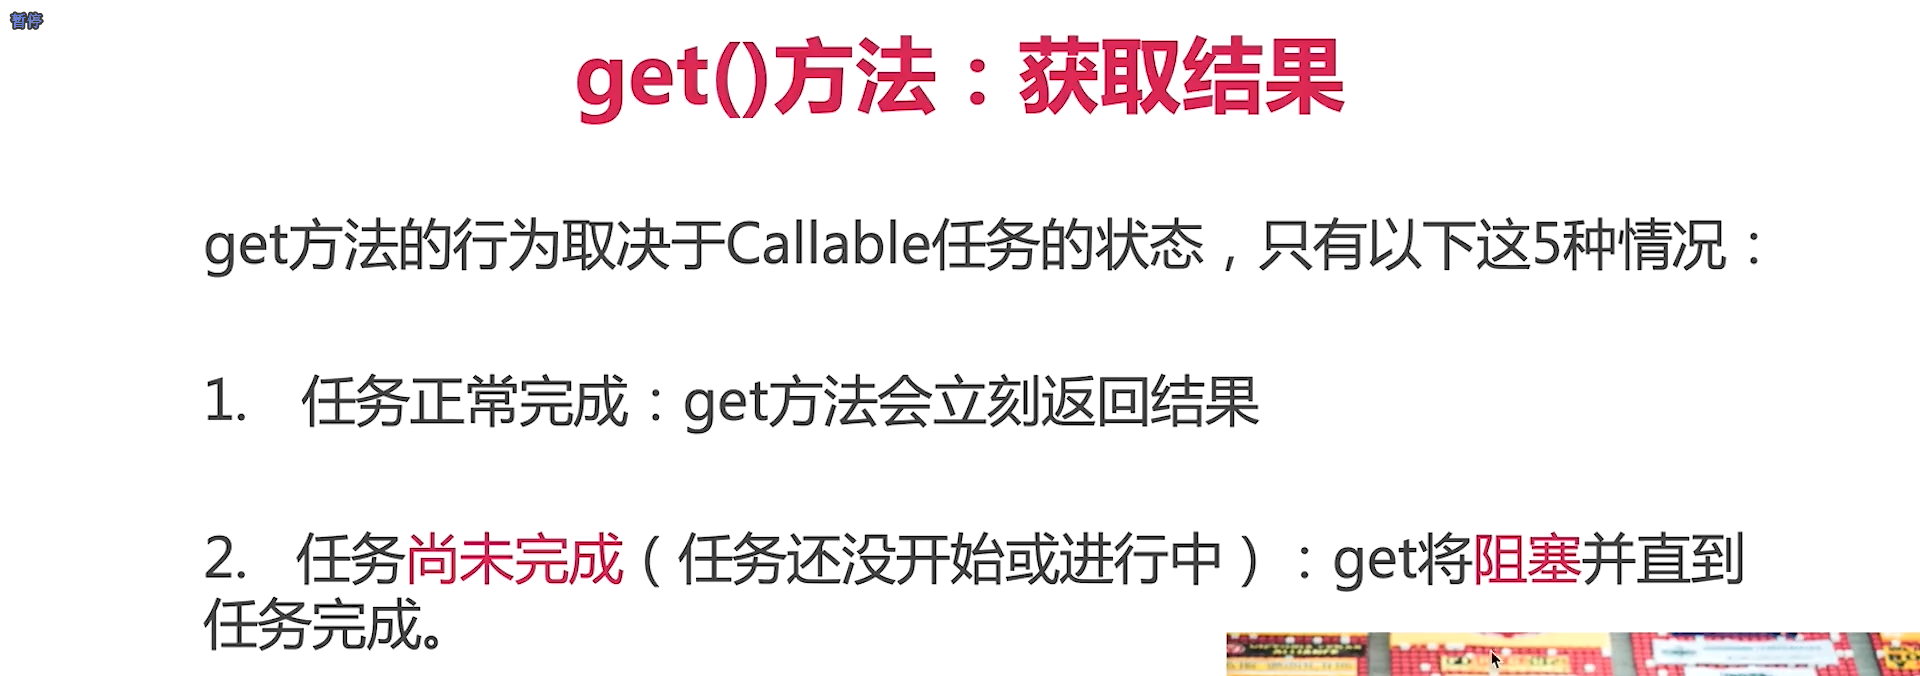 暂停
get()方法：获取结果
get方法的行为取决于Callable任务的状态，只有以下这5种情况：
1. 任务正常完成：get方法会立刻返回结果
2. 任务尚未完成（任务还没开始或进行中）：get将阻塞并直到
任务完成。